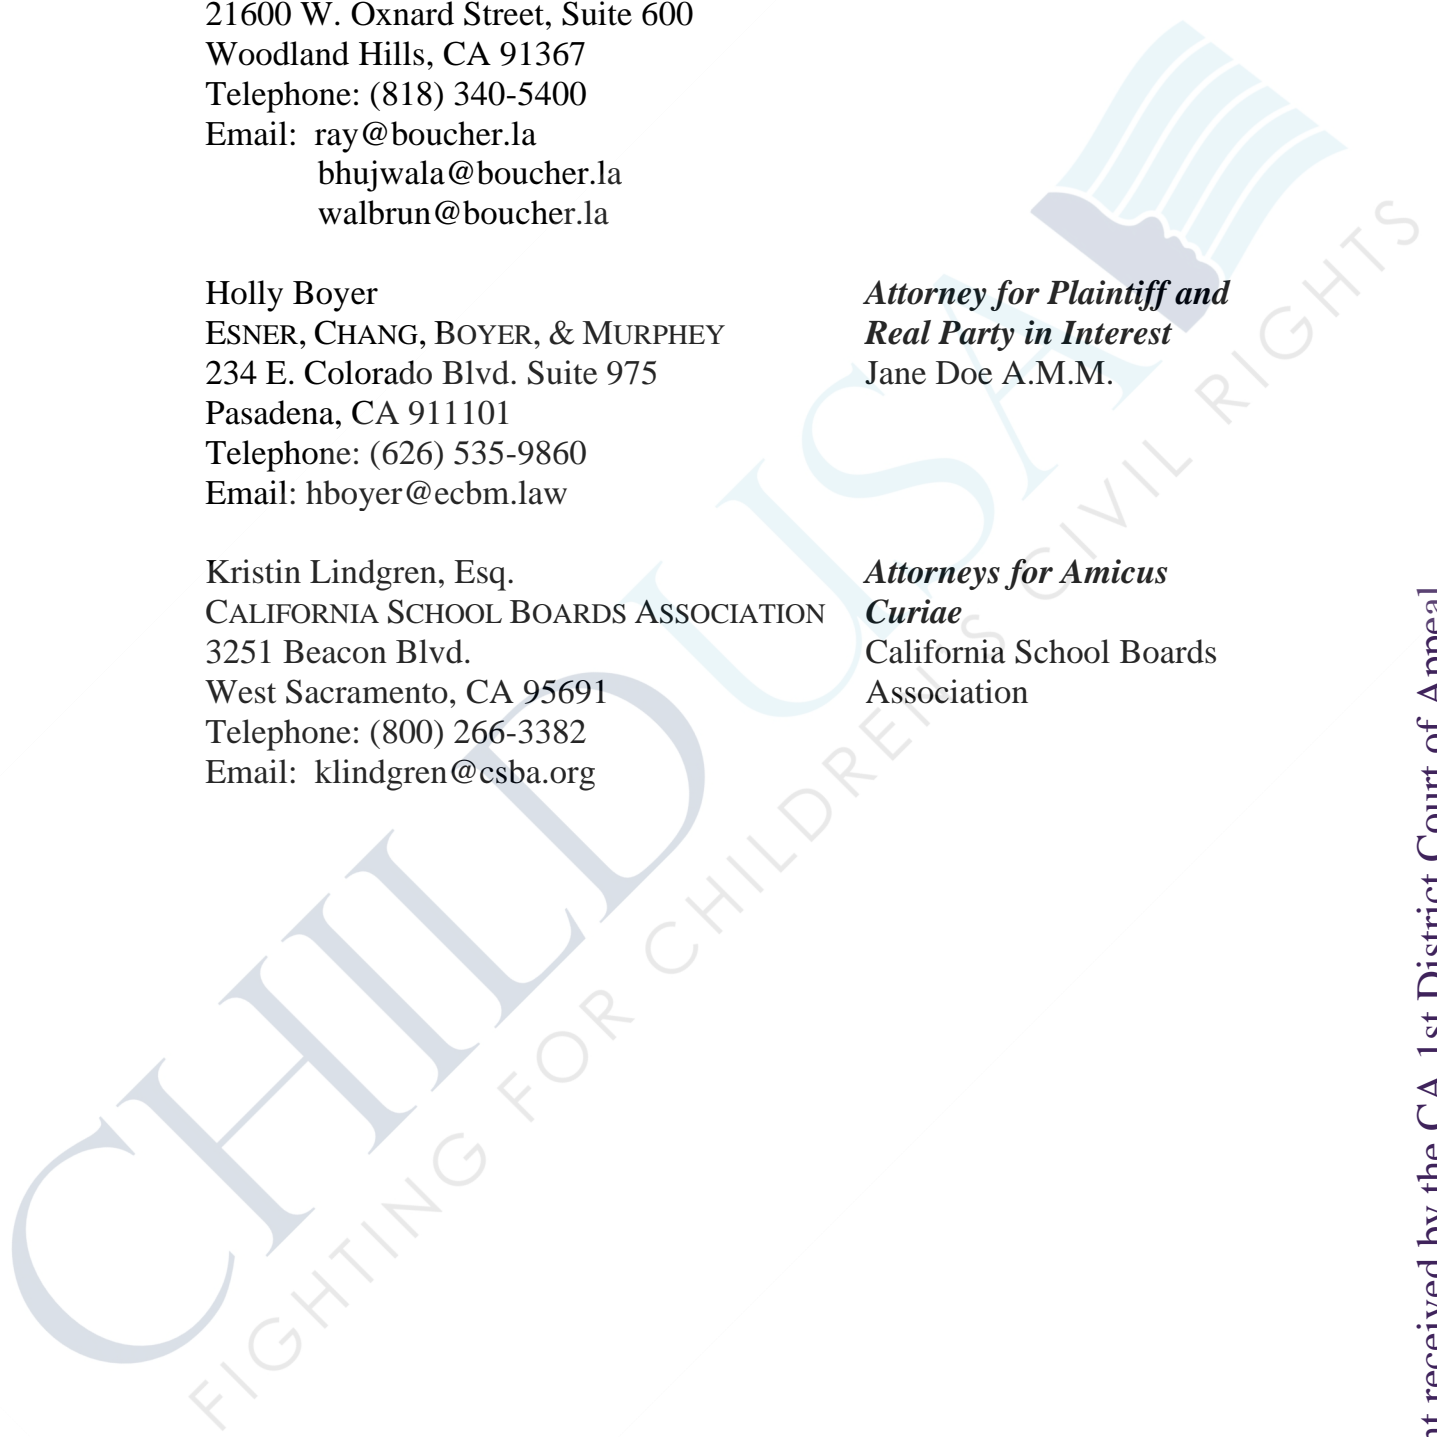 21600 W. Oxnard Street, Suite 600
Woodland Hills, CA 91367
Telephone: (818) 340-5400
Email: ray@boucher.la
bhujwala@boucher.la
walbrun@boucher.la
Holly Boyer
ESNER, CHANG, BOYER, & MURPHEY
234 E. Colorado Blvd. Suite 975
Pasadena, CA 911101
Telephone: (626) 535-9860
Email: hboyer@ecbm.law
Attorney for Plaintiff and
Real Party in Interest
Jane Doe A.M.M.
Kristin Lindgren, Esq.
CALIFORNIA SCHOOL BOARDS ASSOCIATION
3251 Beacon Blvd.
West Sacramento, CA 95691
Telephone: (800) 266-3382
Email: klindgren@csba.org
Attorneys for Amicus
Curiae
California School Boards
Association
CHILD USA
FIGHTING FOR CHILDREN'S CIVIL RIGHTS
received by the CA 1st District Court of Appeal